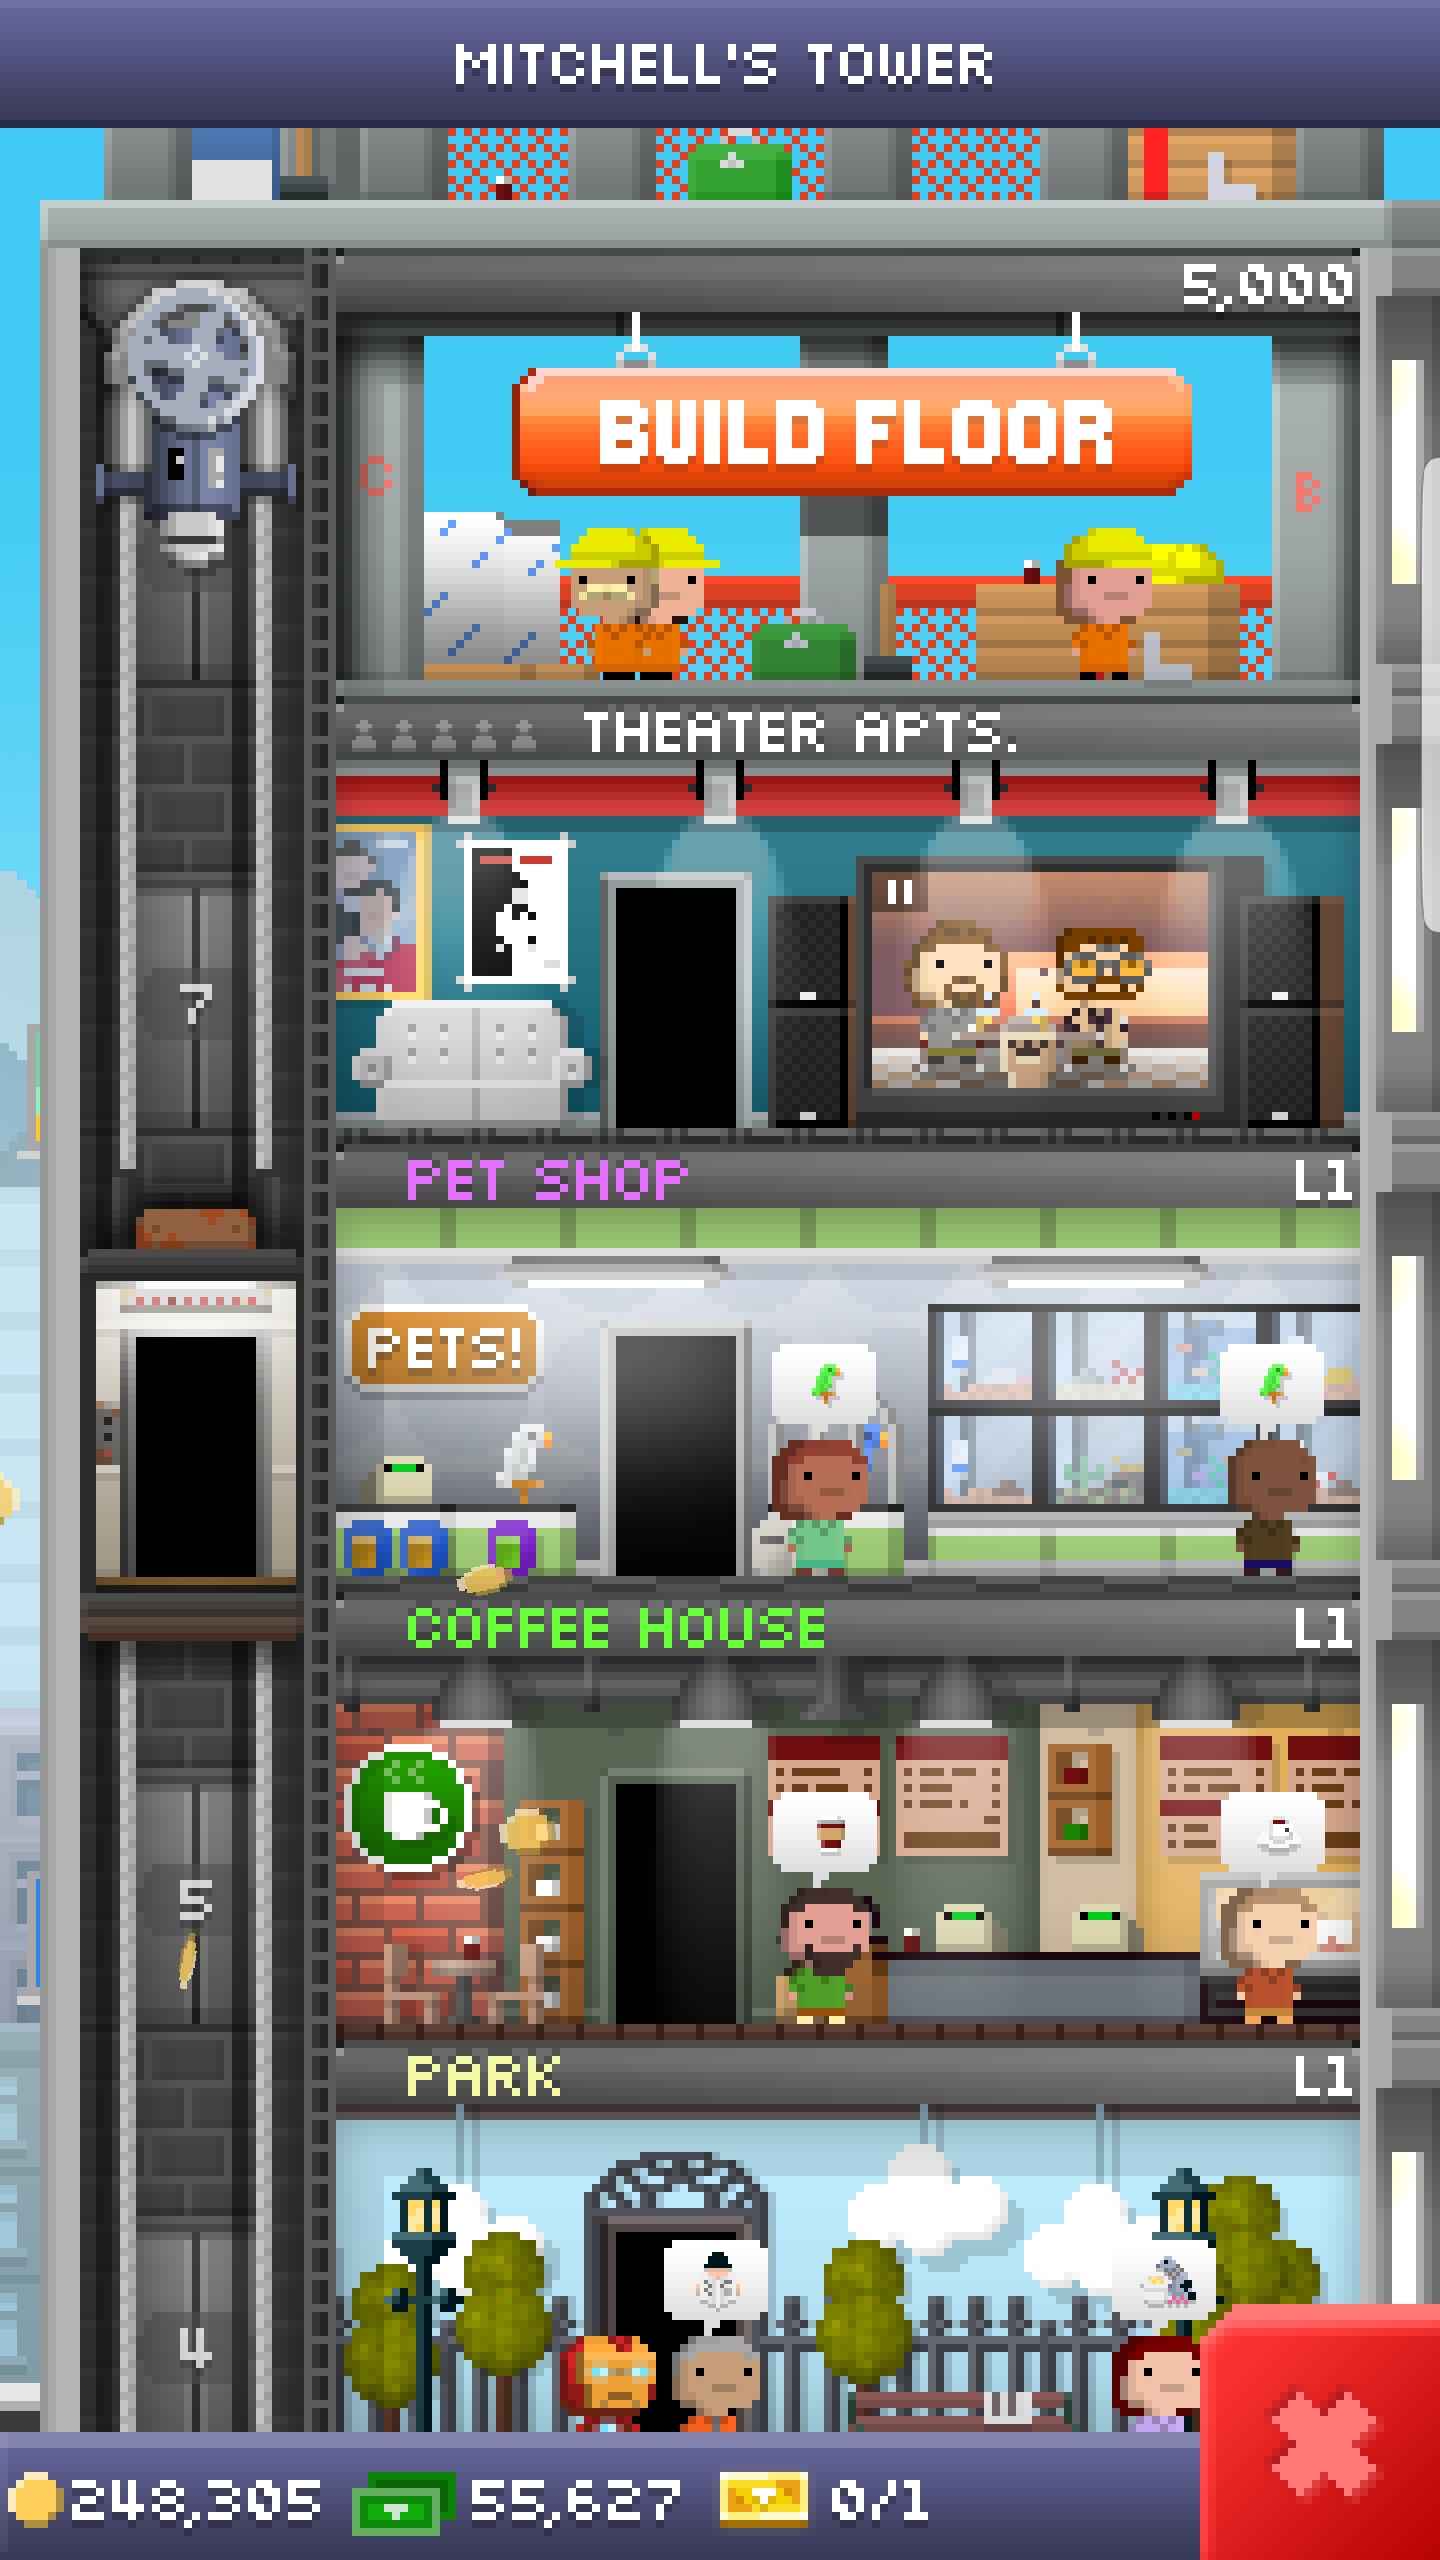 MITCHELL'S TOWER
5,000
BUILD FLOOR
C
B
THEATER APTS.
7
PET SHOP L1
PETS!
COFFEE HOUSE L1
5
PARK L1
4
248,305 55,627 0/1